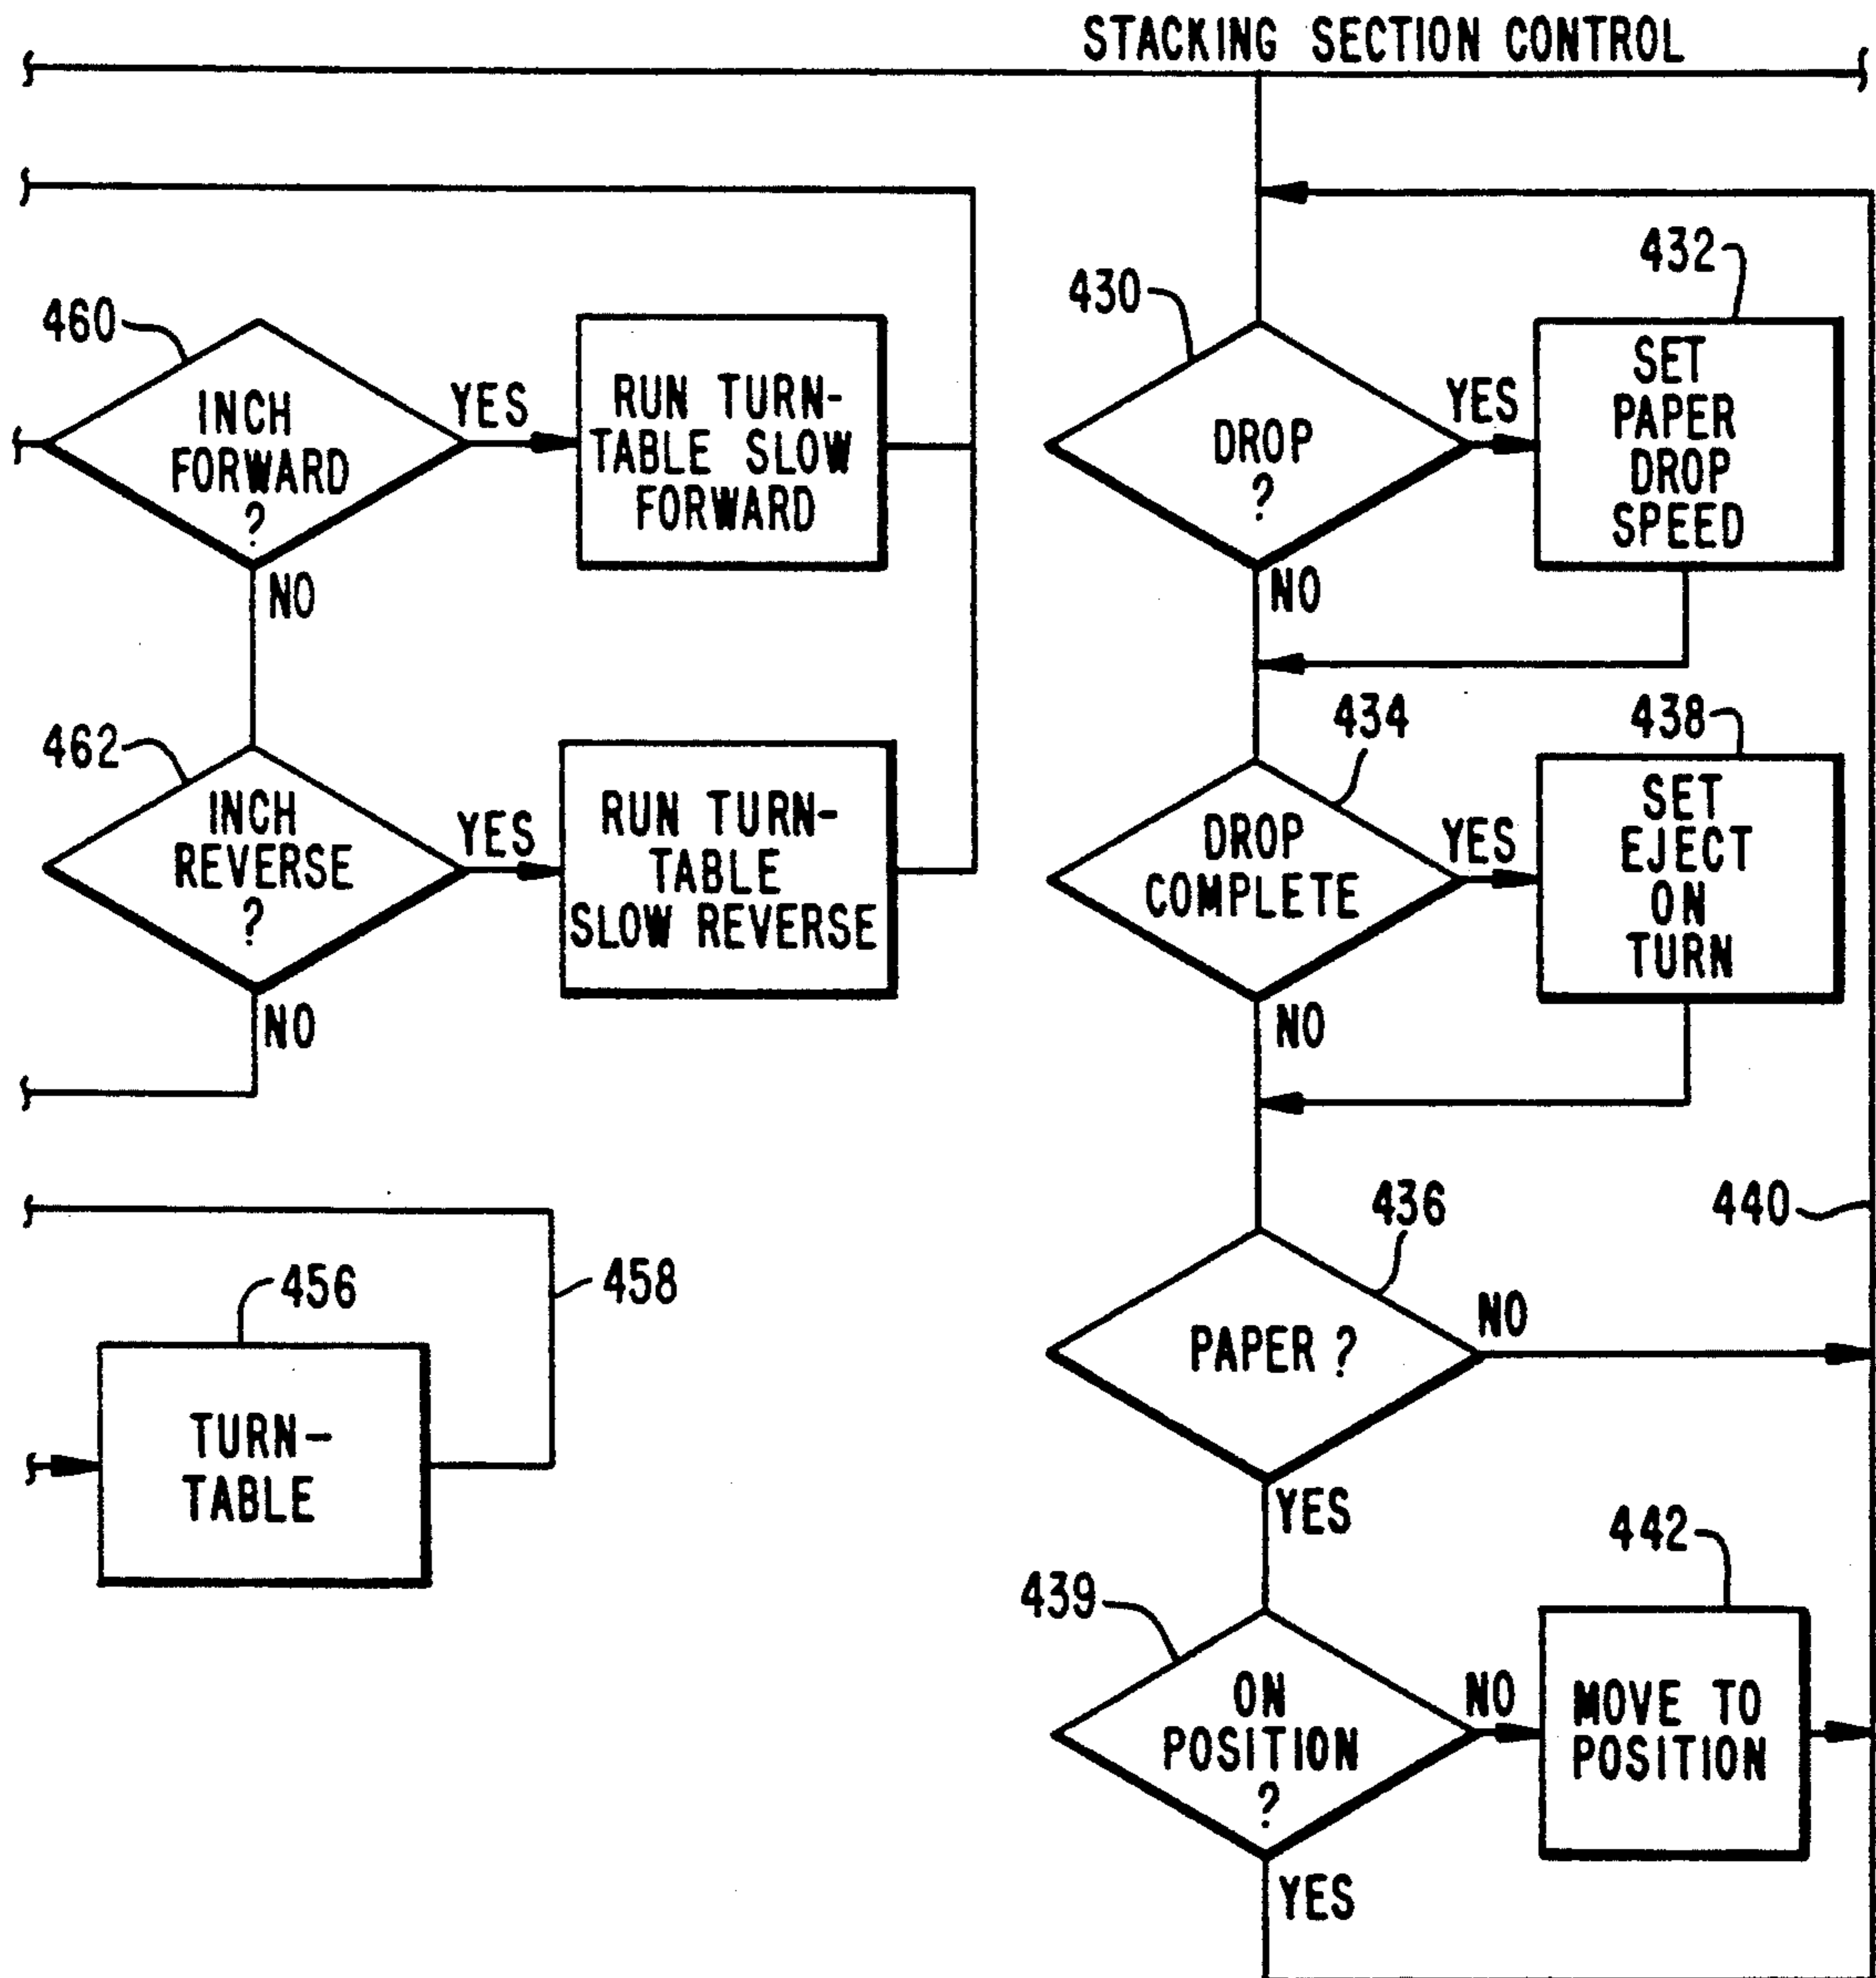 STACKING SECTION CONTROL
460
INCH
FORWARD
?
YES
NO
RUN TURN-
TABLE SLOW
FORWARD
462
INCH
REVERSE
?
YES
NO
RUN TURN-
TABLE
SLOW REVERSE
456
458
TURN-
TABLE
430
DROP
?
YES
NO
432
SET
PAPER
DROP
SPEED
434
DROP
COMPLETE
YES
NO
438
SET
EJECT
ON
TURN
436
PAPER ?
NO
YES
440
439
ON
POSITION
?
NO
YES
442
MOVE TO
POSITION